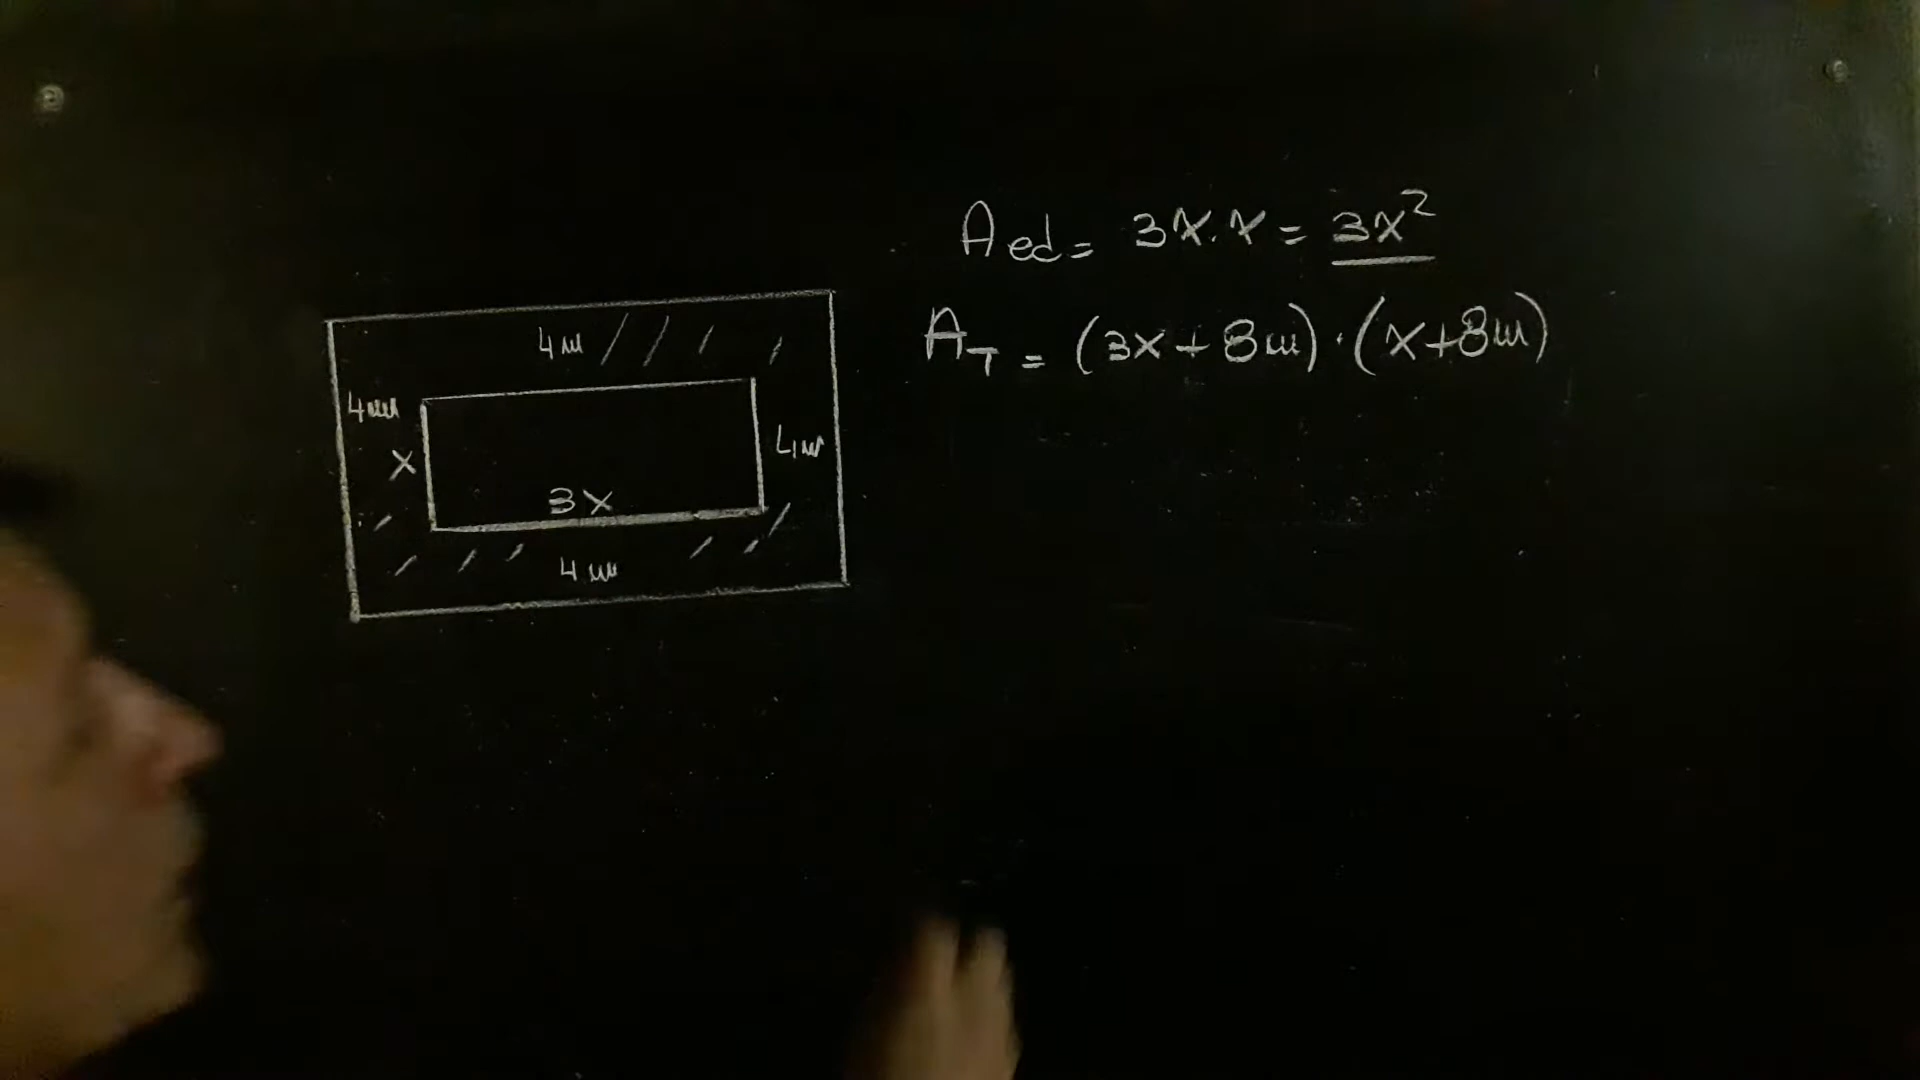 4m
4m
X
4m
3X
4m
Aed = 3X.X = 3X²
AT = (3X+8m)·(X+8m)